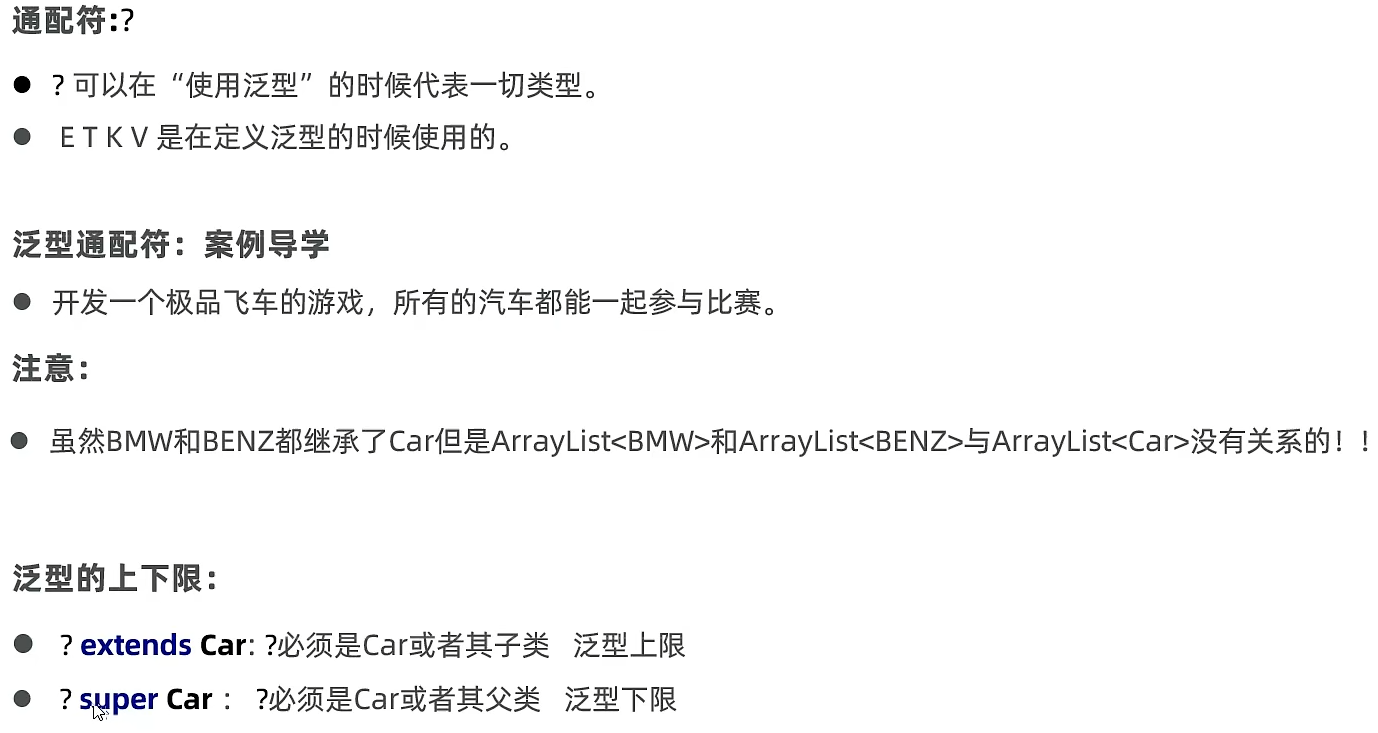 通配符:?
● ? 可以在“使用泛型”的时候代表一切类型。
● E T K V 是在定义泛型的时候使用的。
泛型通配符：案例导学
● 开发一个极品飞车的游戏，所有的汽车都能一起参与比赛。
注意：
● 虽然BMW和BENZ都继承了Car但是ArrayList<BMW>和ArrayList<BENZ>与ArrayList<Car>没有关系的！！
泛型的上下限：
● ? extends Car: ?必须是Car或者其子类 泛型上限
● ? super Car： ?必须是Car或者其父类 泛型下限